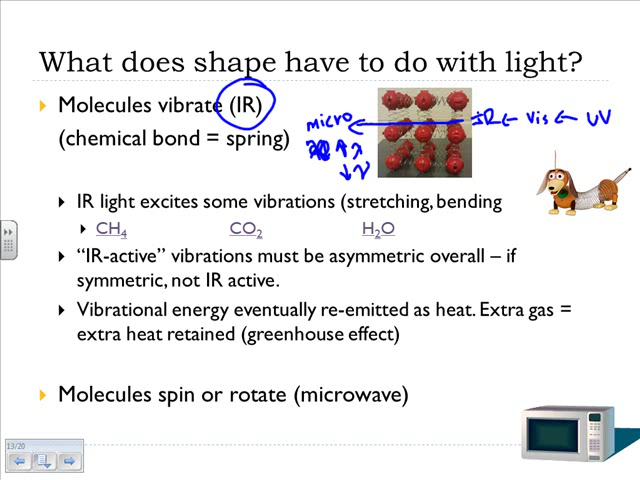 What does shape have to do with light?
Molecules vibrate (IR)
(chemical bond = spring)
micro IR ← Vis ← UV
↑ λ
↓ ν
IR light excites some vibrations (stretching, bending
CH4 CO2 H2O
“IR-active” vibrations must be asymmetric overall – if
symmetric, not IR active.
Vibrational energy eventually re-emitted as heat. Extra gas =
extra heat retained (greenhouse effect)
Molecules spin or rotate (microwave)
13/20